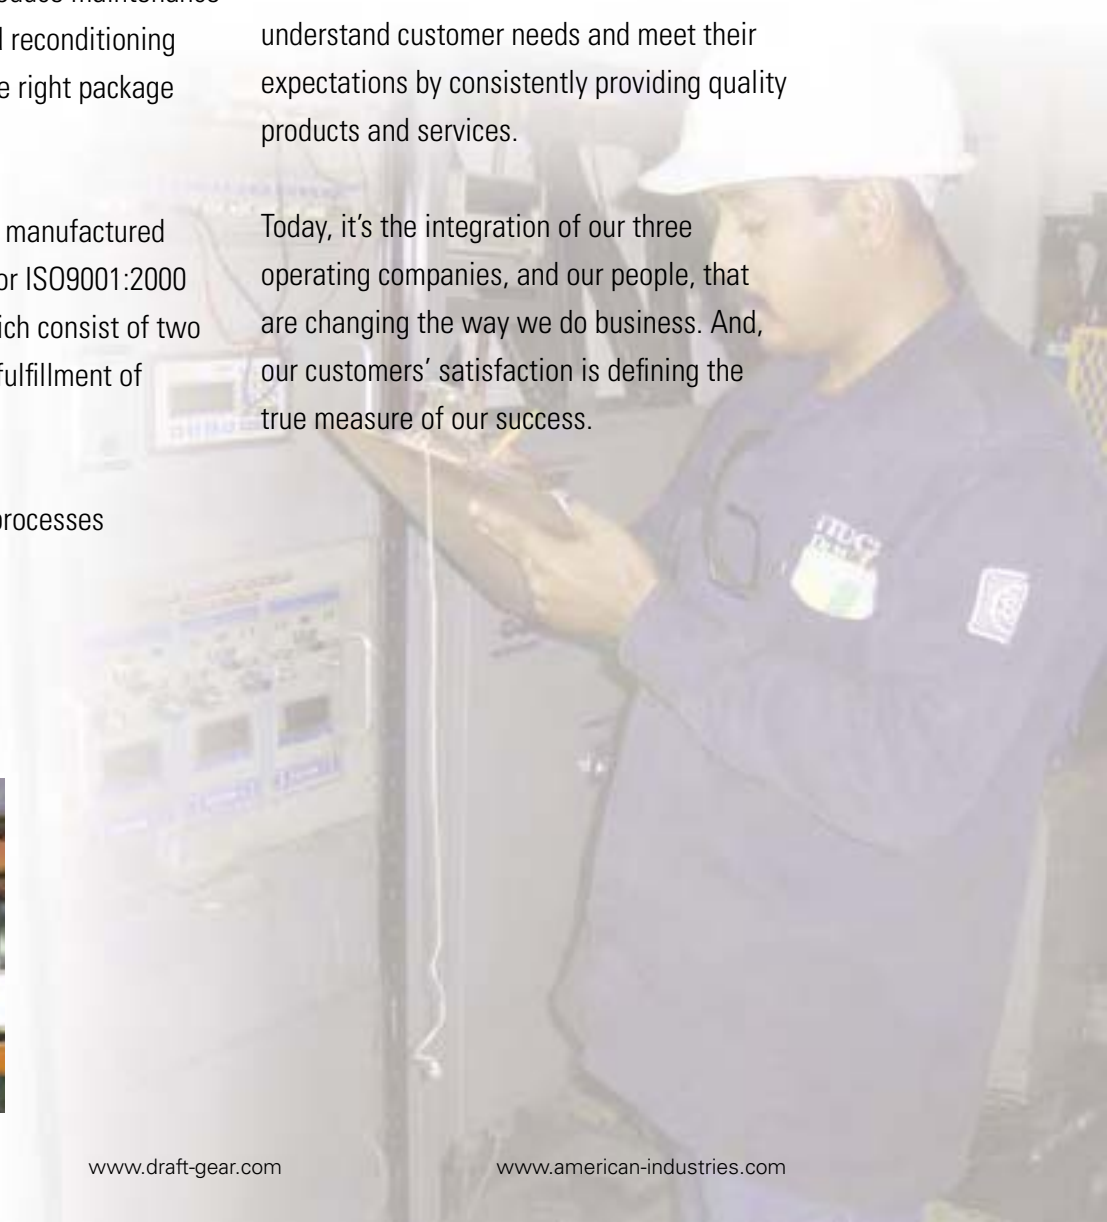 reconditioning
e right package
manufactured
or ISO9001:2000
ich consist of two
fulfillment of
processes
understand customer needs and meet their
expectations by consistently providing quality
products and services.
Today, it's the integration of our three
operating companies, and our people, that
are changing the way we do business. And,
our customers' satisfaction is defining the
true measure of our success.
www.draft-gear.com
www.american-industries.com